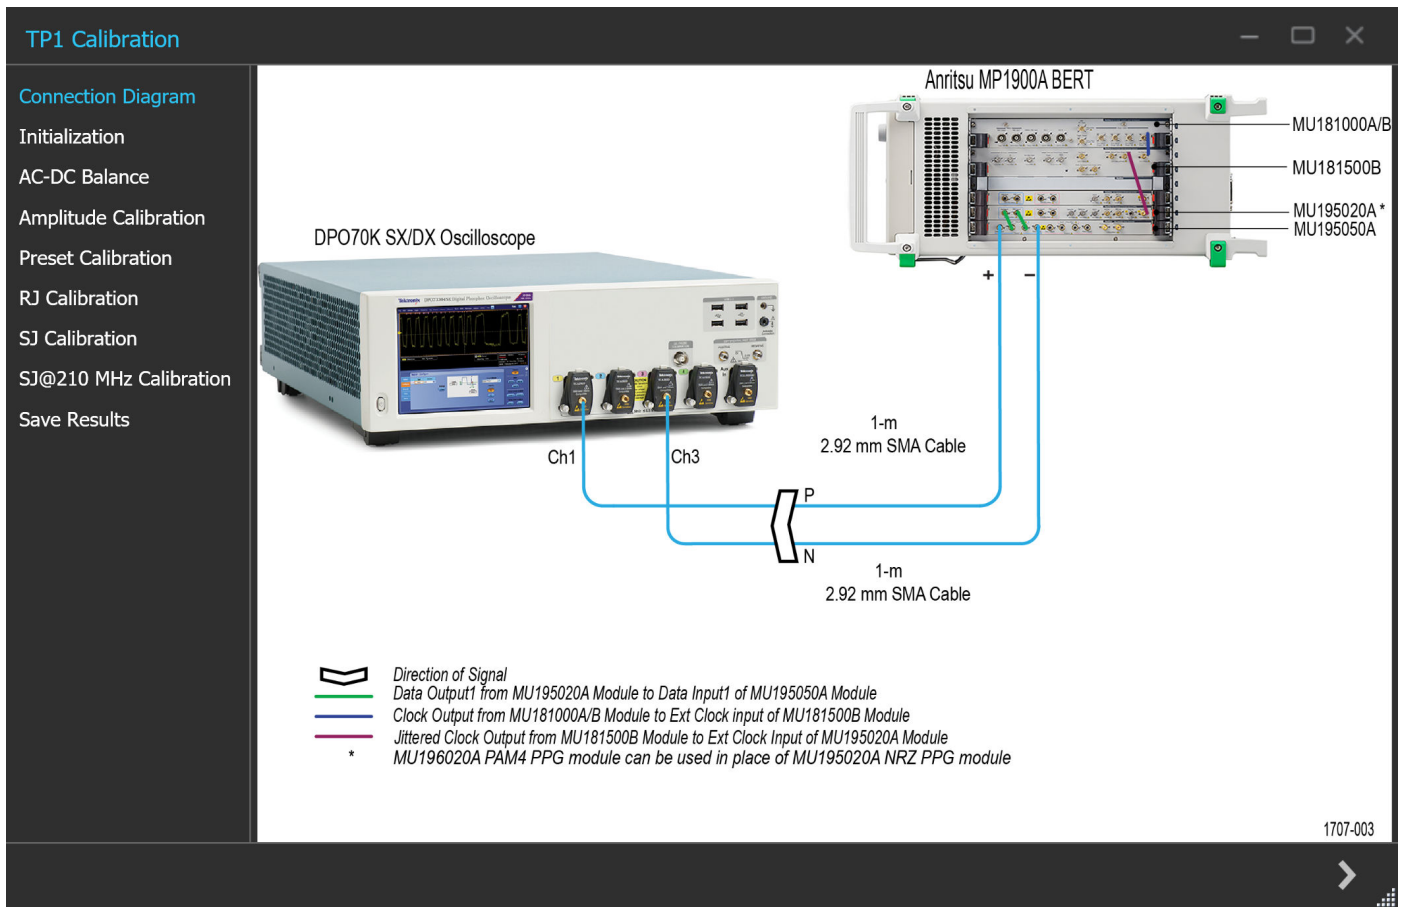 TP1 Calibration
Connection Diagram
Initialization
AC-DC Balance
Amplitude Calibration
Preset Calibration
RJ Calibration
SJ Calibration
SJ@210 MHz Calibration
Save Results
Anritsu MP1900A BERT
MU181000A/B
MU181500B
MU195020A *
MU195050A
DPO70K SX/DX Oscilloscope
Tektronix
+
–
Ch1
Ch3
1-m
2.92 mm SMA Cable
P
N
1-m
2.92 mm SMA Cable
Direction of Signal
Data Output1 from MU195020A Module to Data Input1 of MU195050A Module
Clock Output from MU181000A/B Module to Ext Clock input of MU181500B Module
Jittered Clock Output from MU181500B Module to Ext Clock Input of MU195020A Module
* MU196020A PAM4 PPG module can be used in place of MU195020A NRZ PPG module
1707-003